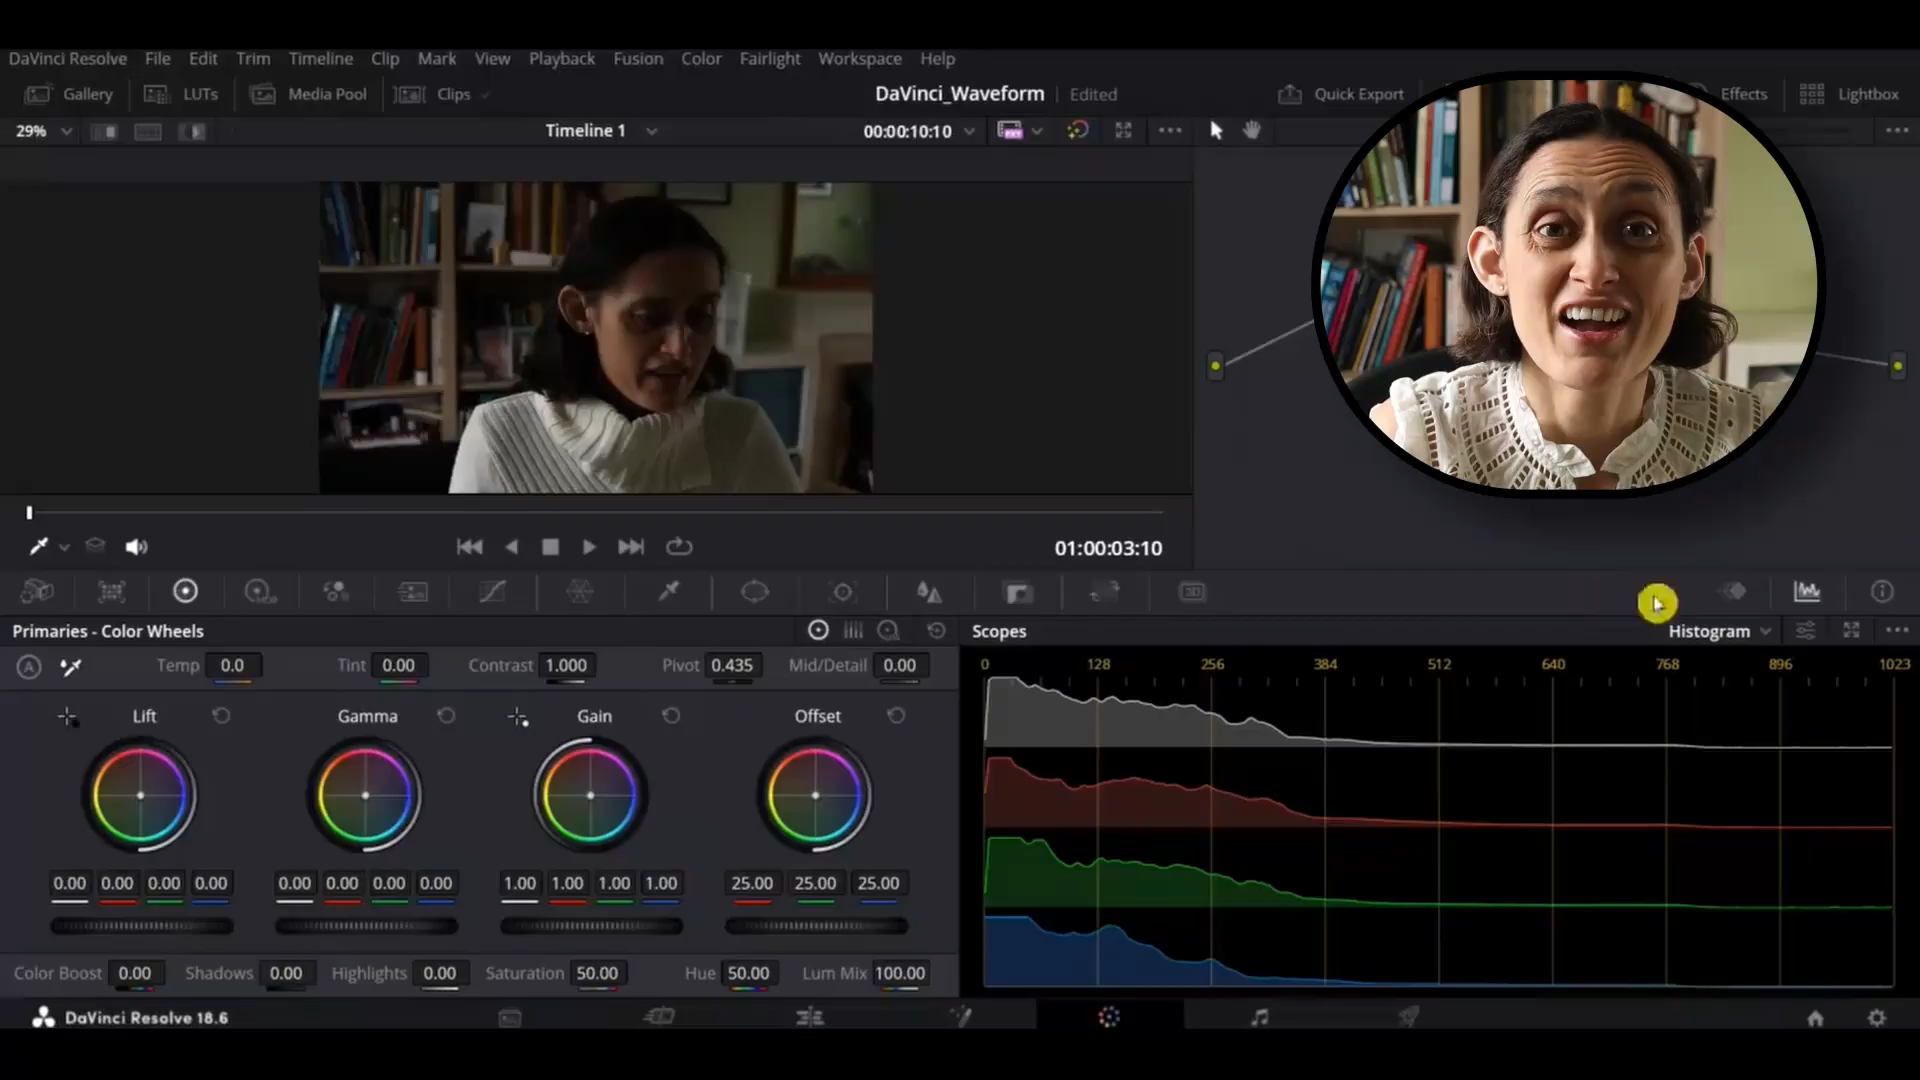 DaVinci Resolve File Edit Trim Timeline Clip Mark View Playback Fusion Color Fairlight Workspace Help
Gallery LUTs Media Pool Clips DaVinci_Waveform Edited Quick Export Effects Lightbox
29% Timeline 1 00:00:10:10
01:00:03:10
Primaries - Color Wheels Scopes Histogram
Temp 0.0 Tint 0.00 Contrast 1.000 Pivot 0.435 Mid/Detail 0.00
0 128 256 384 512 640 768 896 1023
Lift Gamma Gain Offset
0.00 0.00 0.00 0.00 0.00 0.00 0.00 0.00 1.00 1.00 1.00 1.00 25.00 25.00 25.00
Color Boost 0.00 Shadows 0.00 Highlights 0.00 Saturation 50.00 Hue 50.00 Lum Mix 100.00
DaVinci Resolve 18.6